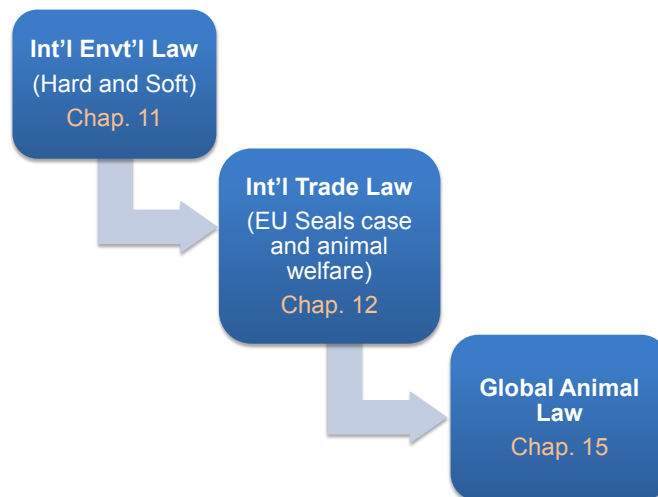 Int’l Envt’l Law
(Hard and Soft)
Chap. 11
Int’l Trade Law
(EU Seals case
and animal
welfare)
Chap. 12
Global Animal
Law
Chap. 15